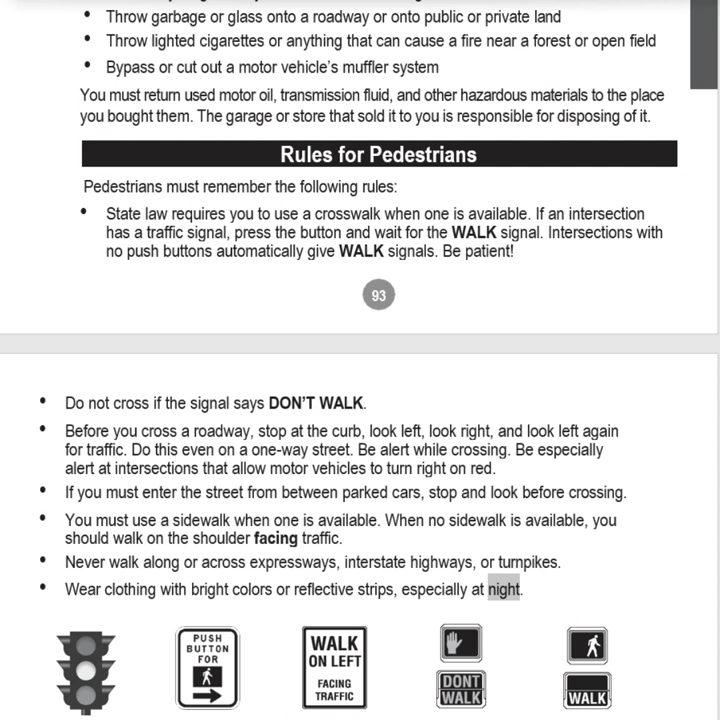 • Throw garbage or glass onto a roadway or onto public or private land
• Throw lighted cigarettes or anything that can cause a fire near a forest or open field
• Bypass or cut out a motor vehicle’s muffler system
You must return used motor oil, transmission fluid, and other hazardous materials to the place
you bought them. The garage or store that sold it to you is responsible for disposing of it.
Rules for Pedestrians
Pedestrians must remember the following rules:
• State law requires you to use a crosswalk when one is available. If an intersection
has a traffic signal, press the button and wait for the WALK signal. Intersections with
no push buttons automatically give WALK signals. Be patient!
93
• Do not cross if the signal says DON’T WALK.
• Before you cross a roadway, stop at the curb, look left, look right, and look left again
for traffic. Do this even on a one-way street. Be alert while crossing. Be especially
alert at intersections that allow motor vehicles to turn right on red.
• If you must enter the street from between parked cars, stop and look before crossing.
• You must use a sidewalk when one is available. When no sidewalk is available, you
should walk on the shoulder facing traffic.
• Never walk along or across expressways, interstate highways, or turnpikes.
• Wear clothing with bright colors or reflective strips, especially at night.
PUSH
BUTTON
FOR
WALK
ON LEFT
FACING
TRAFFIC
DONT
WALK
WALK